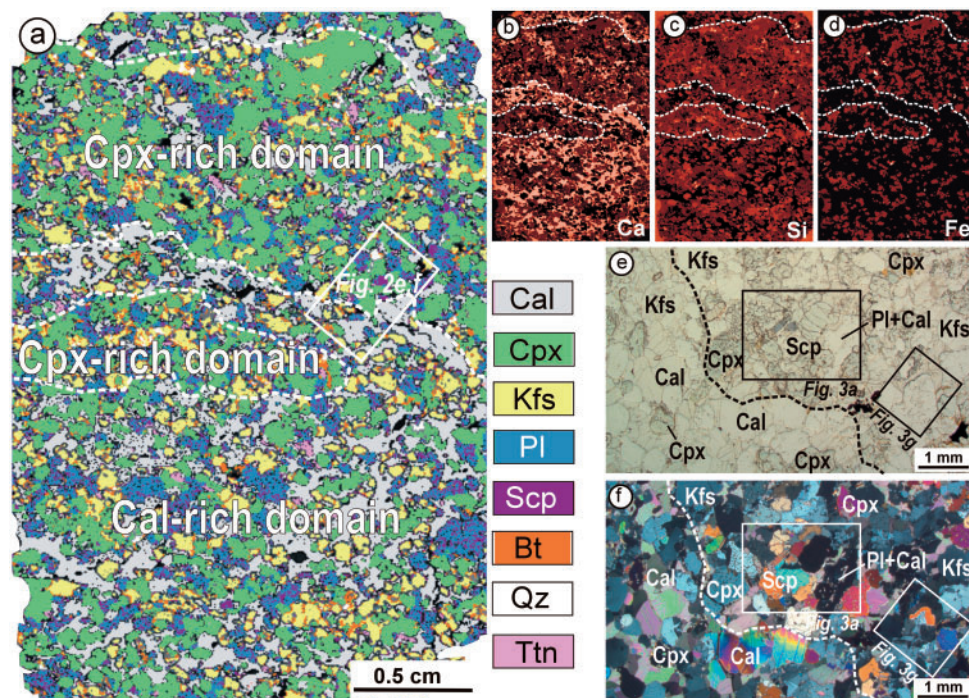 a
Cpx-rich domain
Fig. 2e,f
Cpx-rich domain
Cal-rich domain
0.5 cm
Cal
Cpx
Kfs
Pl
Scp
Bt
Qz
Ttn
b
Ca
c
Si
d
Fe
e
Kfs
Cpx
Kfs
Pl+Cal
Kfs
Scp
Cpx
Cal
Fig. 3a
Cal
Fig. 3g
Cpx
Cpx
1 mm
f
Kfs
Cpx
Pl+Cal
Kfs
Cal
Scp
Cpx
Fig. 3a
Cpx
Cal
Fig. 3g
1 mm